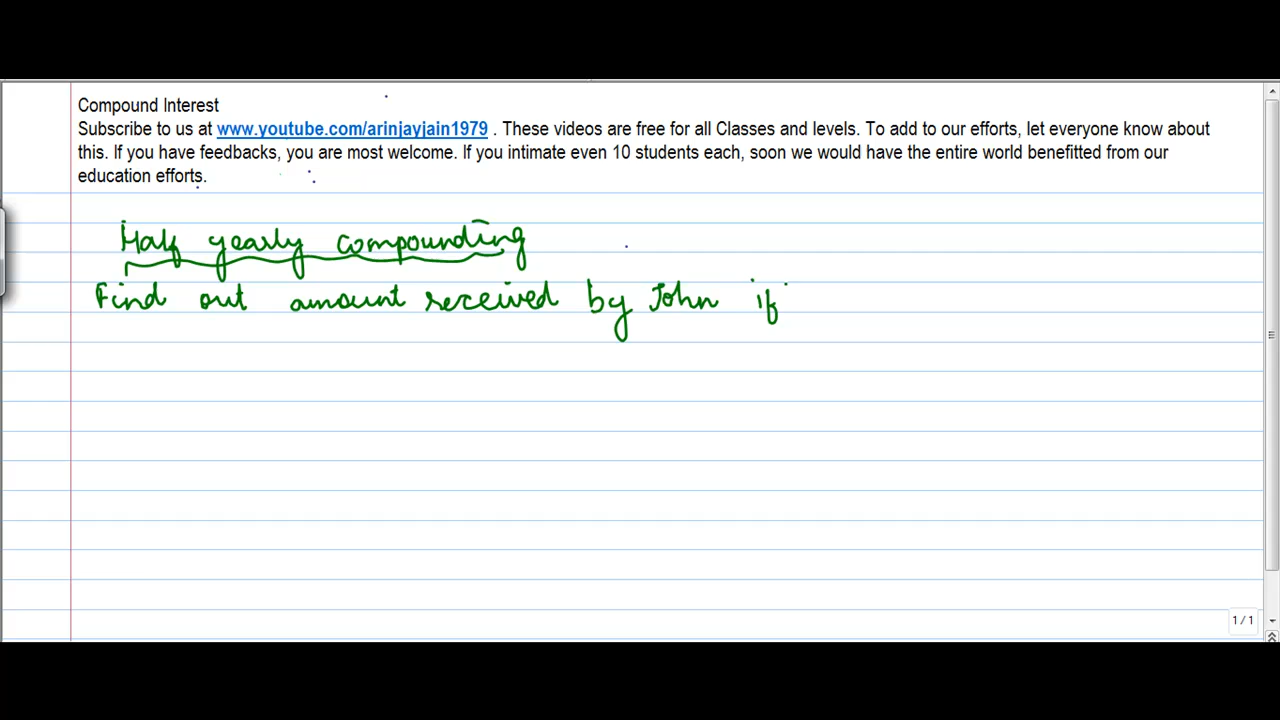 Compound Interest
Subscribe to us at www.youtube.com/arinjayjain1979 . These videos are free for all Classes and levels. To add to our efforts, let everyone know about
this. If you have feedbacks, you are most welcome. If you intimate even 10 students each, soon we would have the entire world benefitted from our
education efforts.
Half yearly compounding
Find out amount received by John if
1 / 1